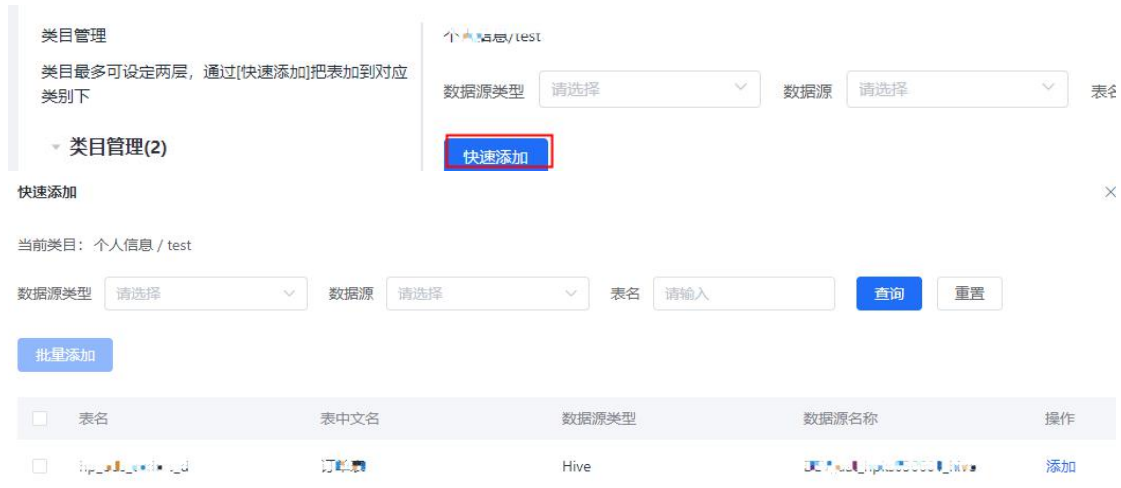 类目管理
类目最多可设定两层，通过[快速添加]把表加到对应
类别下
类目管理(2)
信息/test
数据源类型 请选择 数据源 请选择 表名
快速添加
快速添加
当前类目：个人信息 / test
数据源类型 请选择 数据源 请选择 表名 请输入 查询 重置
批量添加
表名 表中文名 数据源类型 数据源名称 操作
Hive 添加